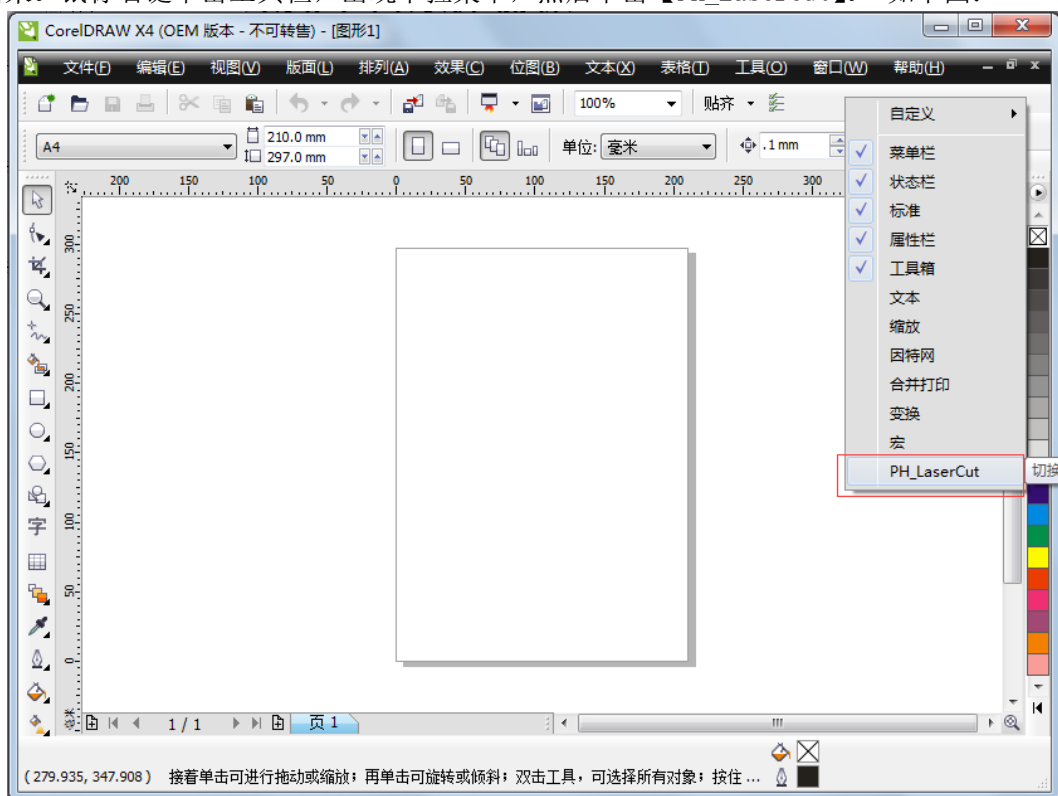 CorelDRAW X4 (OEM 版本 - 不可转售) - [图形1]
文件(F) 编辑(E) 视图(V) 版面(L) 排列(A) 效果(C) 位图(B) 文本(X) 表格(T) 工具(O) 窗口(W) 帮助(H)
100% 贴齐
A4 210.0 mm 297.0 mm 单位: 毫米 .1 mm
200 150 100 50 0 50 100 150 200 250 300
自定义
菜单栏
状态栏
标准
属性栏
工具箱
文本
缩放
因特网
合并打印
变换
宏
PH_LaserCut
切换
300
250
200
150
100
50
0
字
1 / 1 页 1
(279.935, 347.908) 接着单击可进行拖动或缩放；再单击可旋转或倾斜；双击工具，可选择所有对象；按住 ...